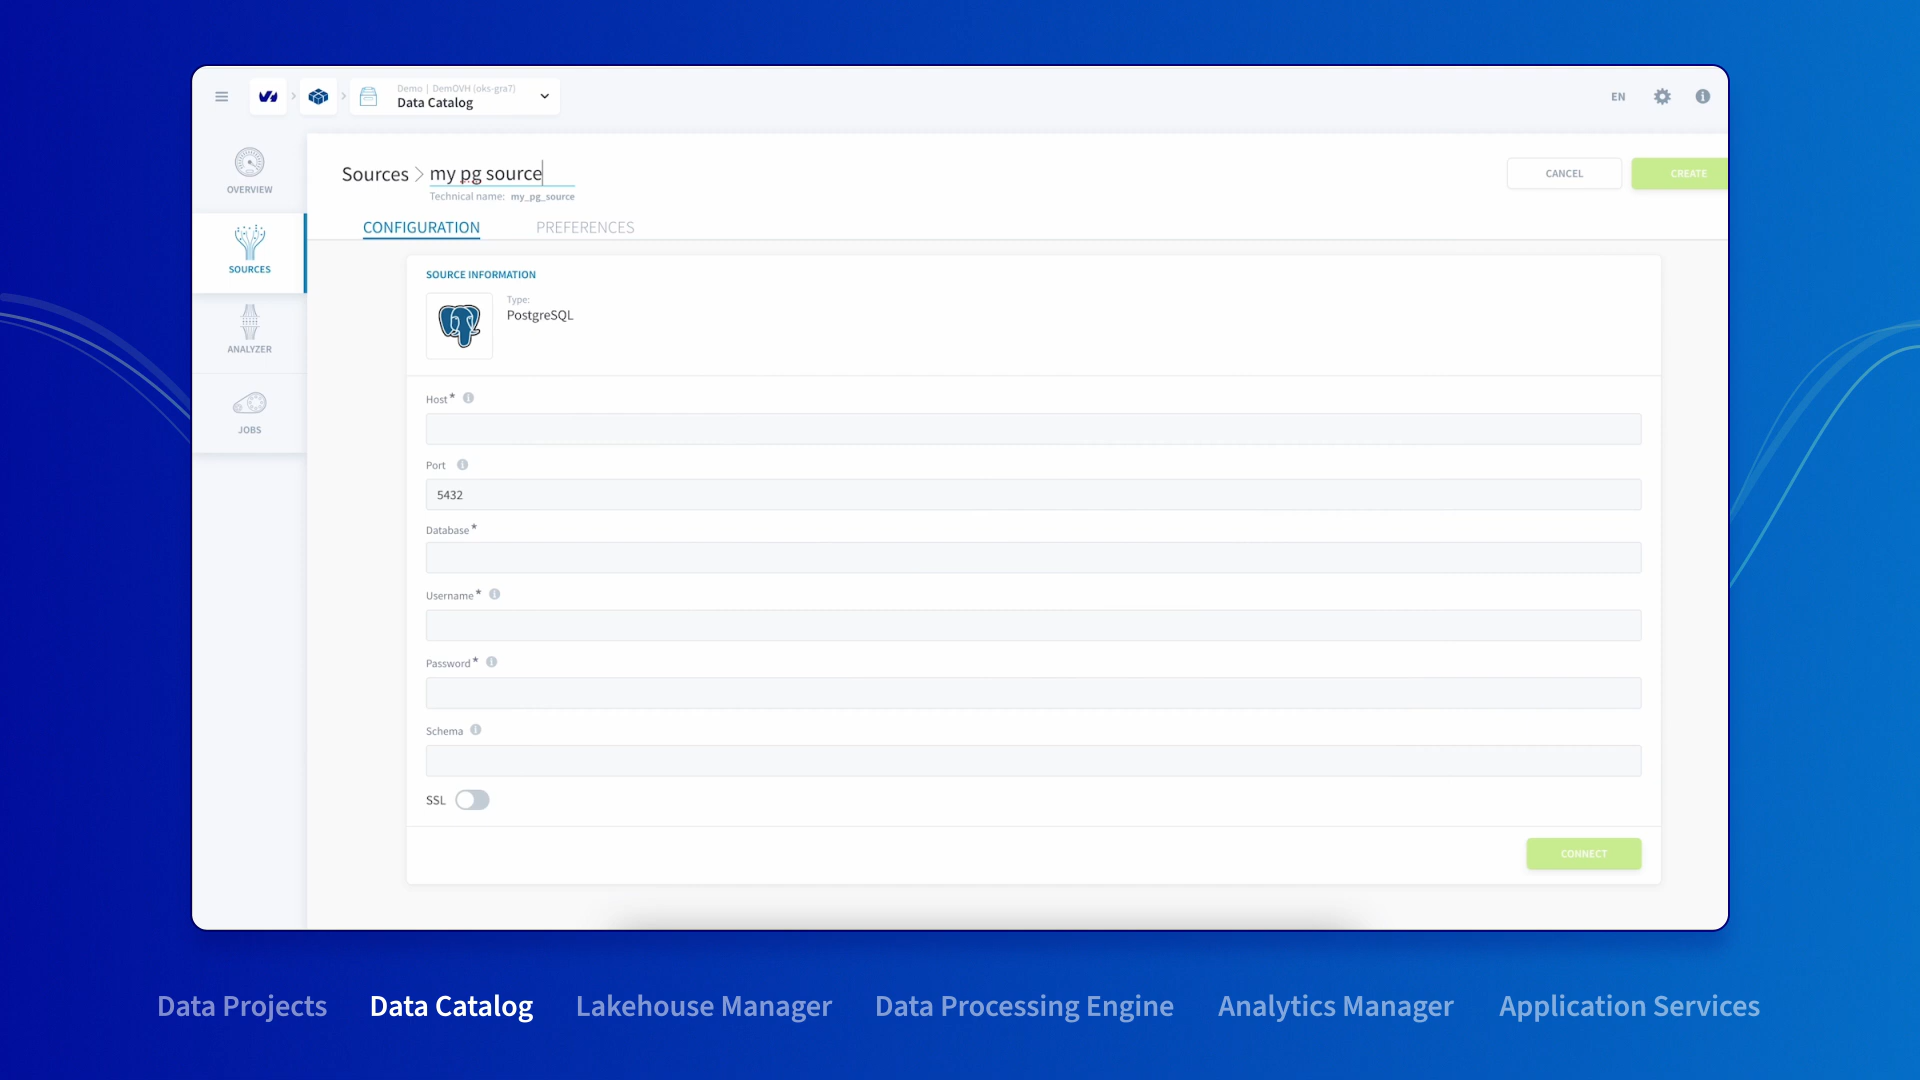 Demo | DemOVH (oks-gra7)
Data Catalog
EN
OVERVIEW
SOURCES
ANALYZER
JOBS
Sources > my pg source
Technical name: my_pg_source
CANCEL
CREATE
CONFIGURATION
PREFERENCES
SOURCE INFORMATION
Type:
PostgreSQL
Host *
Port
5432
Database *
Username *
Password *
Schema
SSL
CONNECT
Data Projects
Data Catalog
Lakehouse Manager
Data Processing Engine
Analytics Manager
Application Services